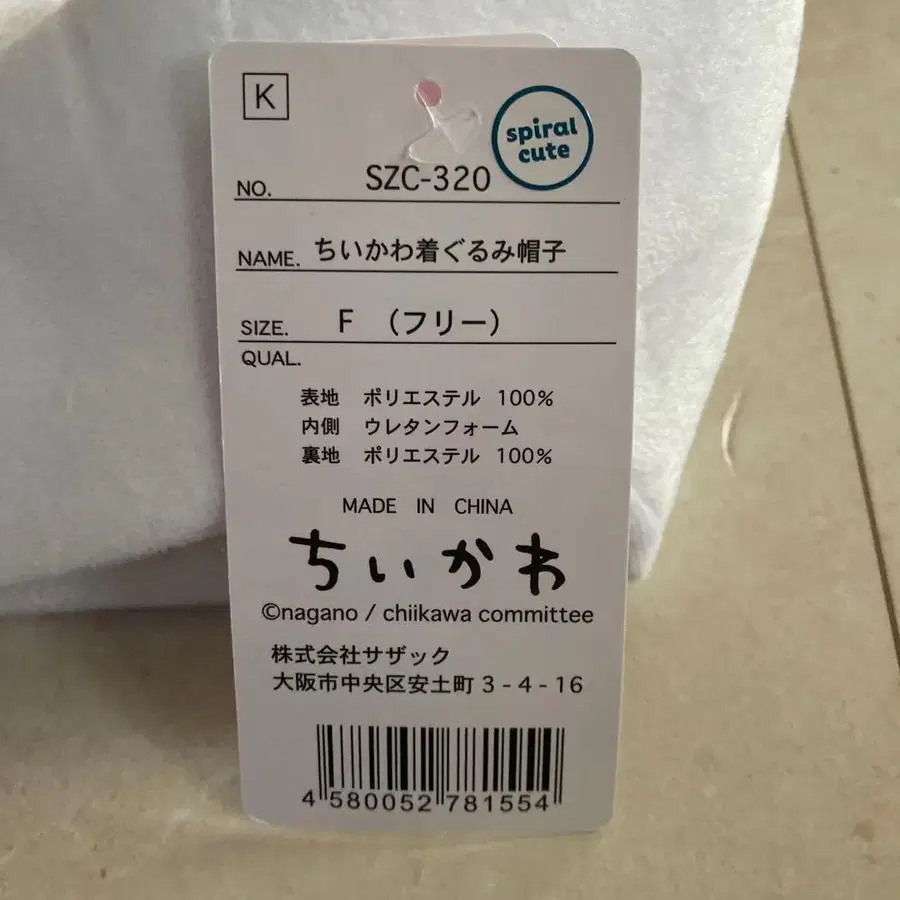 K
spiral
cute
NO. SZC-320
NAME. ちいかわ着ぐるみ帽子
SIZE. F (フリー)
QUAL.
表地 ポリエステル 100%
内側 ウレタンフォーム
裏地 ポリエステル 100%
MADE IN CHINA
ちいかわ
©nagano / chiikawa committee
株式会社サザック
大阪市中央区安土町 3 - 4 - 16
4 580052 781554